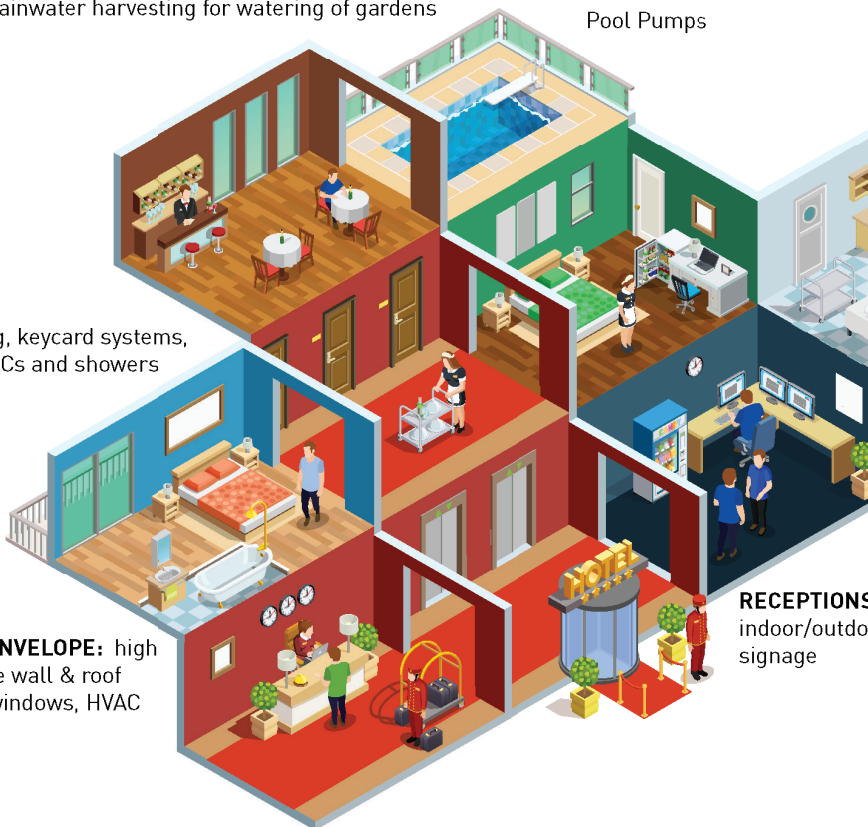 ainwater harvesting for watering of gardens
Pool Pumps
g, keycard systems,
Cs and showers
HOTEL
NVELOPE: high
e wall & roof
windows, HVAC
RECEPTIONS
indoor/outdo
signage